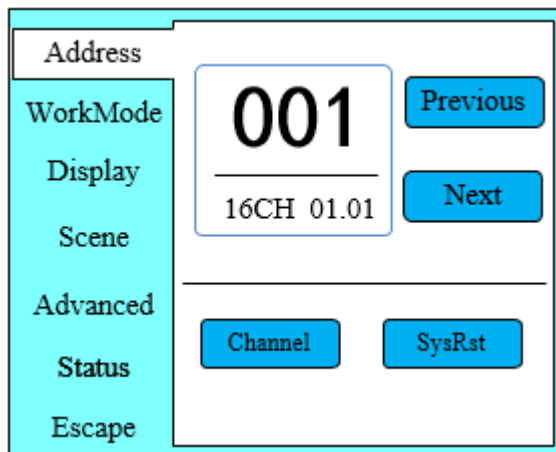 Address
WorkMode
Display
Scene
Advanced
Status
Escape
001
16CH 01.01
Previous
Next
Channel
SysRst